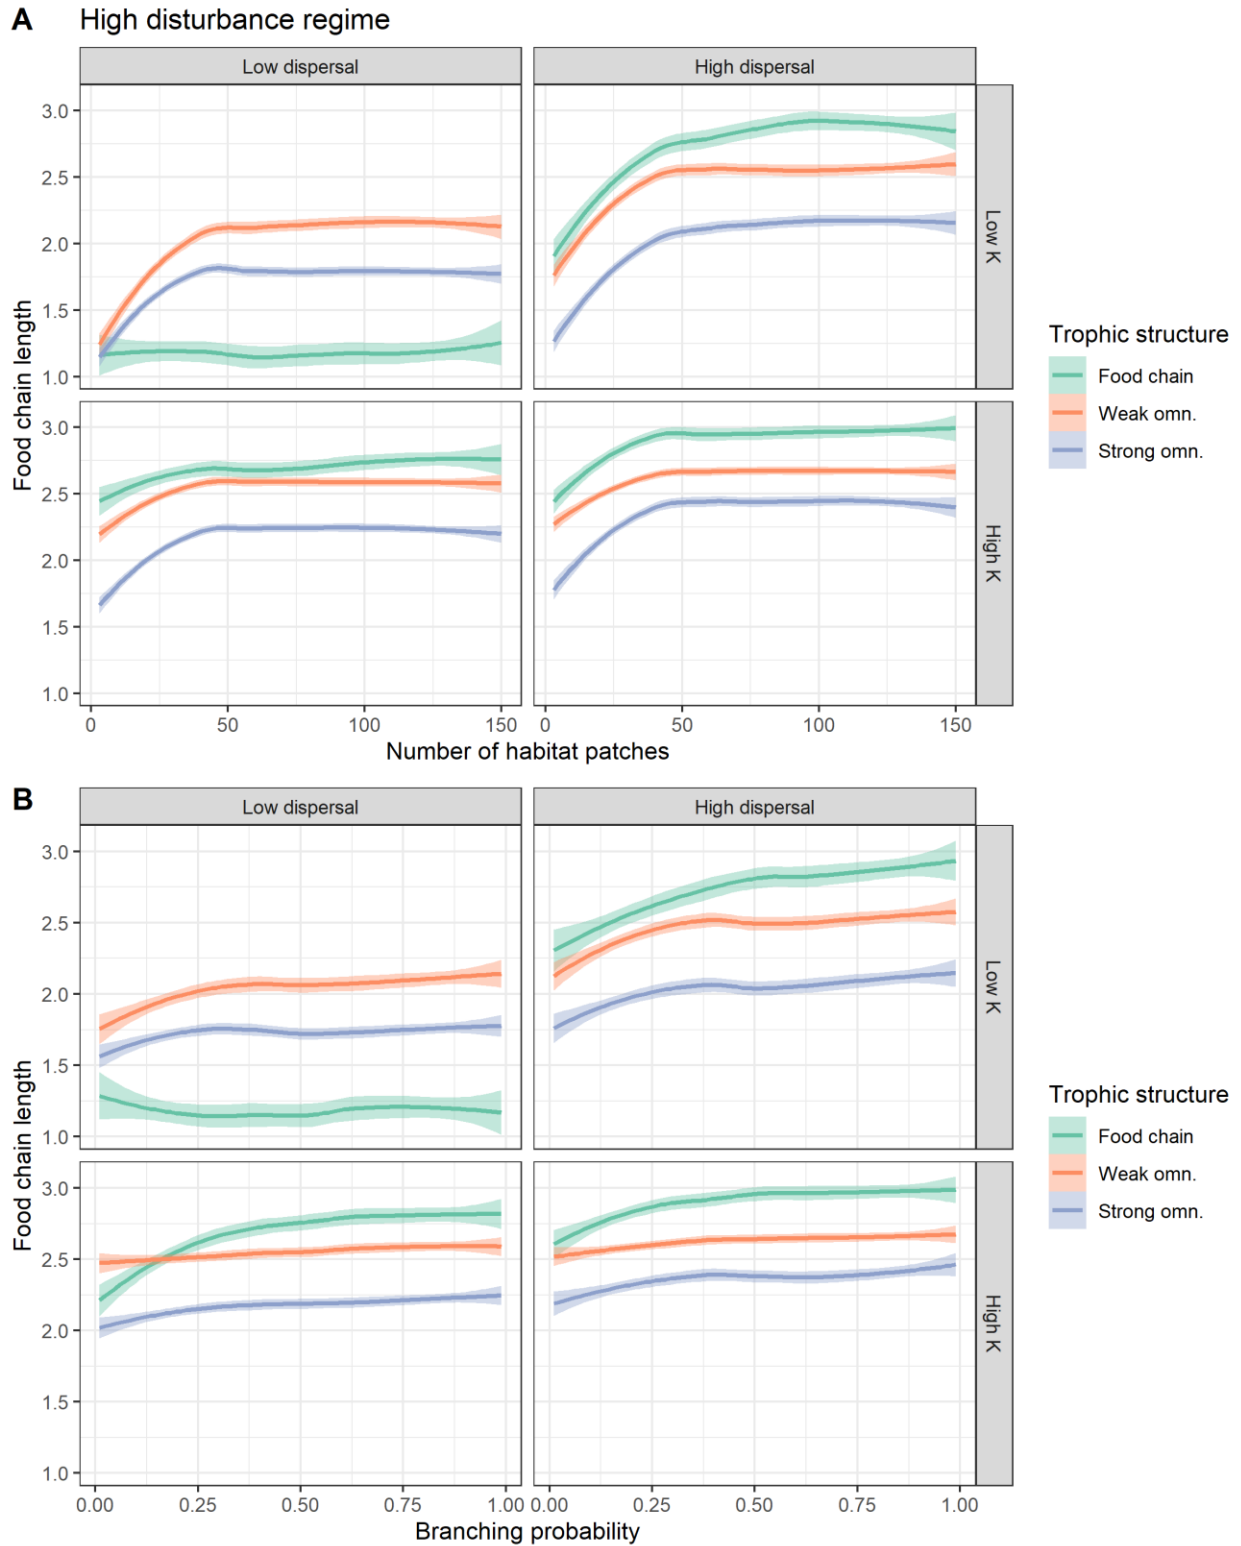 A High disturbance regime
Low dispersal
High dispersal
3.0
2.5
2.0
1.5
1.0
Low K
3.0
2.5
2.0
1.5
1.0
High K
Food chain length
0 50 100 150
0 50 100 150
Number of habitat patches
Trophic structure
Food chain
Weak omn.
Strong omn.
B
Low dispersal
High dispersal
3.0
2.5
2.0
1.5
1.0
Low K
3.0
2.5
2.0
1.5
1.0
High K
Food chain length
0.00 0.25 0.50 0.75 1.00
0.00 0.25 0.50 0.75 1.00
Branching probability
Trophic structure
Food chain
Weak omn.
Strong omn.